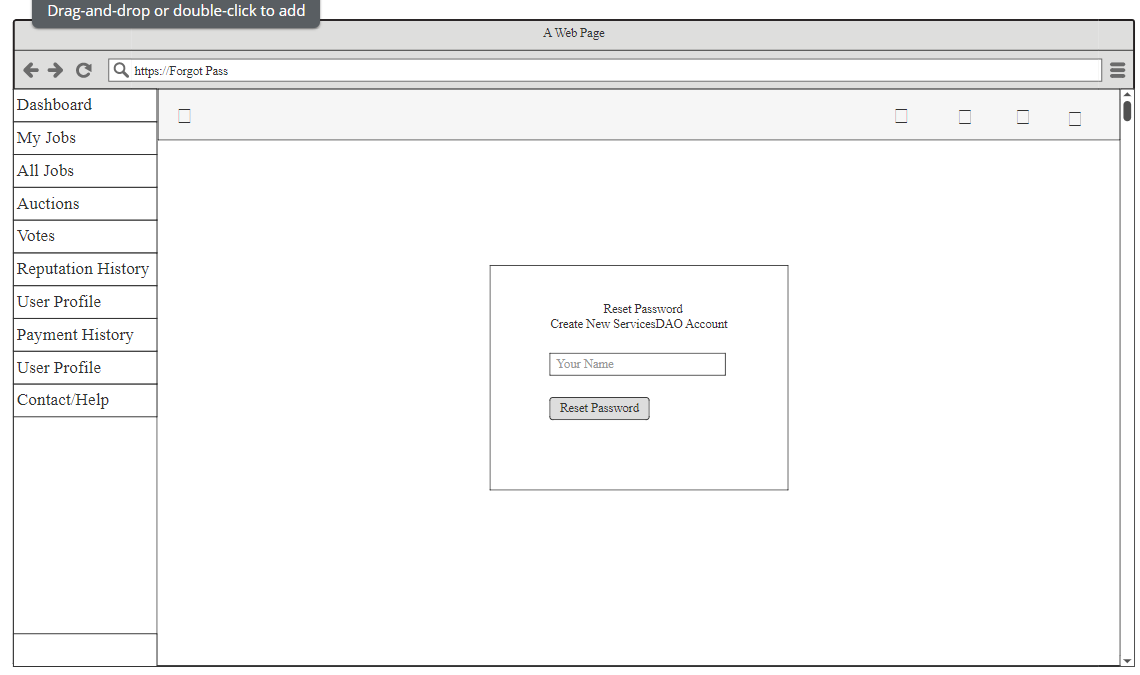 Drag-and-drop or double-click to add
A Web Page
https://Forgot Pass
Dashboard
My Jobs
All Jobs
Auctions
Votes
Reputation History
User Profile
Payment History
User Profile
Contact/Help
Reset Password
Create New ServicesDAO Account
Your Name
Reset Password